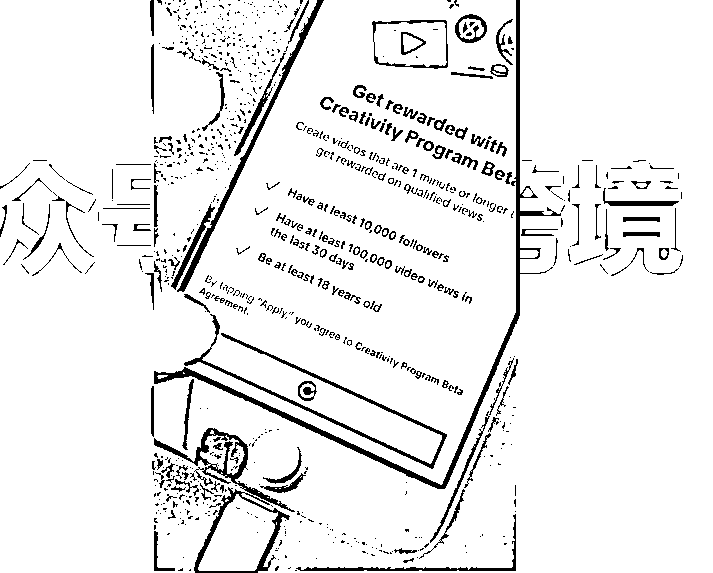 Get rewarded with
Creativity Program Beta
Create videos that are 1 minute or longer
get rewarded on qualified views.
Have at least 10,000 followers
Have at least 100,000 video views in
the last 30 days
Be at least 18 years old
By tapping "Apply," you agree to Creativity Program Beta
Agreement.
众号 跨境